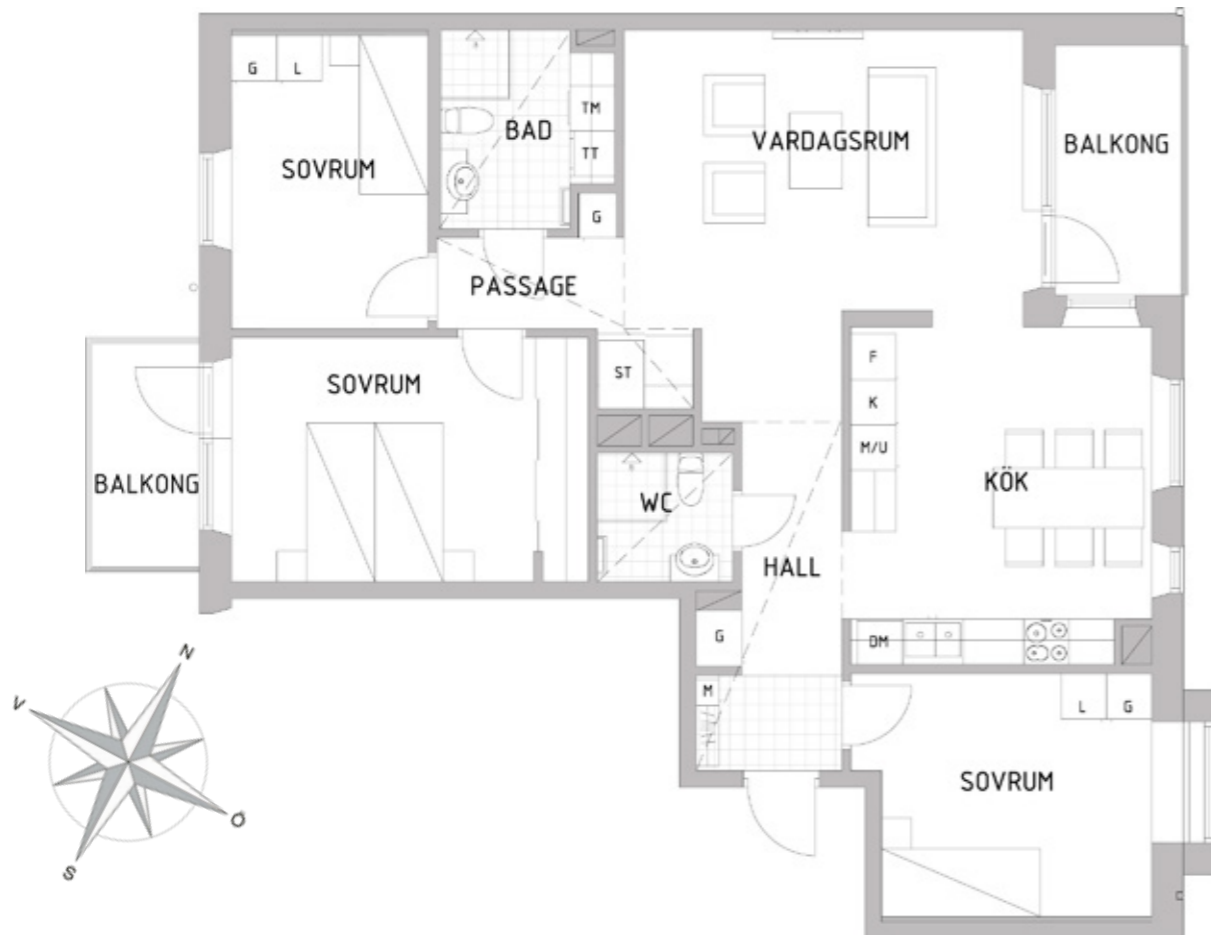 G L
SOVRUM
BAD
TM
TT
G
VARDAGSRUM
BALKONG
PASSAGE
SOVRUM
BALKONG
ST
F
K
M/U
KÖK
WC
HALL
G
DM
M
L G
SOVRUM
N
V
Ö
S